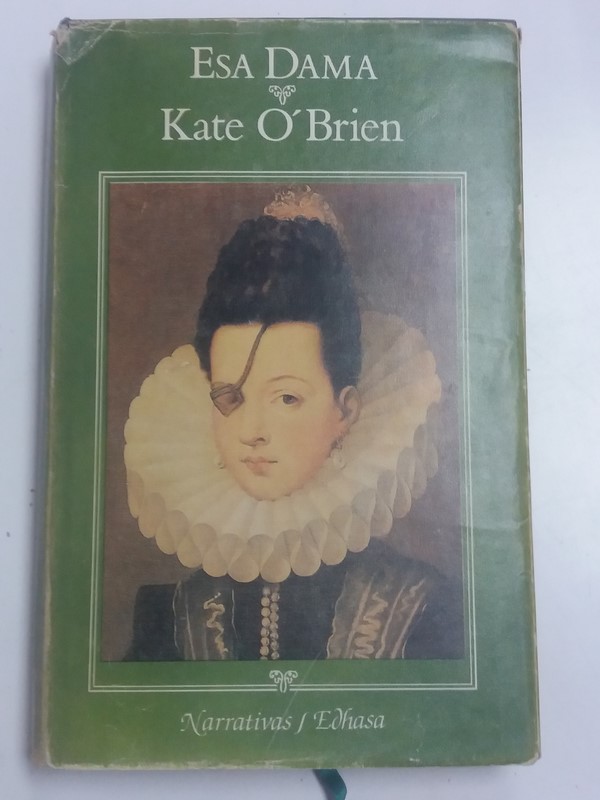 ESA DAMA
Kate O´Brien
Narrativas / Edhasa